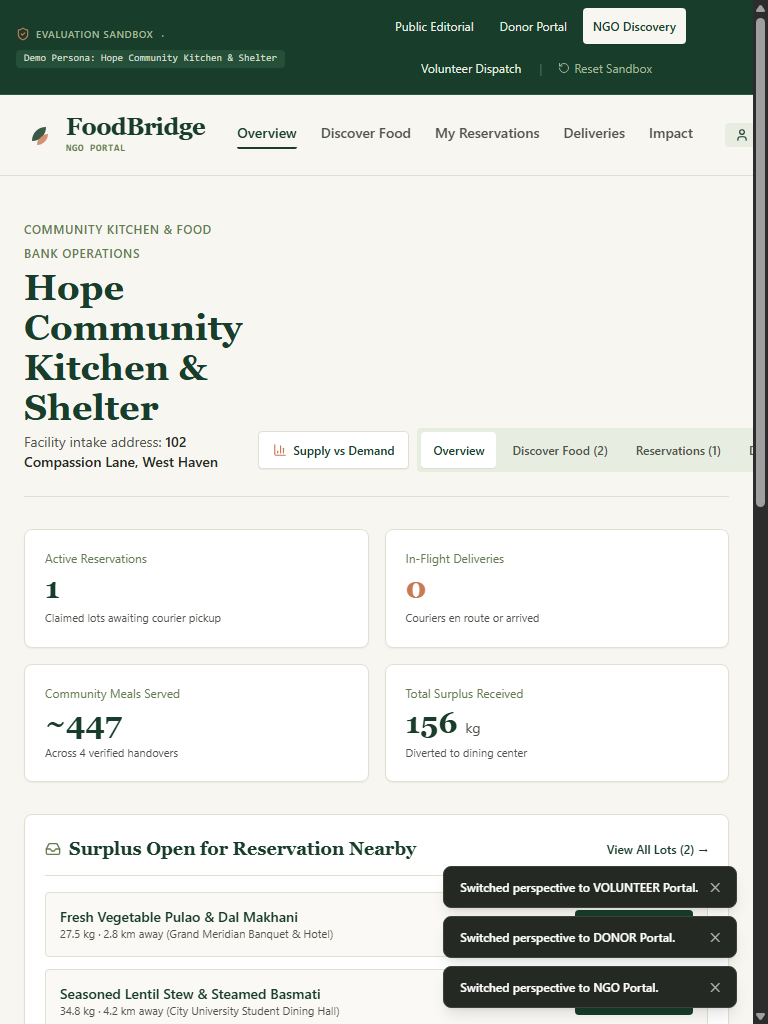 EVALUATION SANDBOX ·
Demo Persona: Hope Community Kitchen & Shelter
Public Editorial
Donor Portal
NGO Discovery
Volunteer Dispatch
|
Reset Sandbox
FoodBridge
NGO PORTAL
Overview
Discover Food
My Reservations
Deliveries
Impact
COMMUNITY KITCHEN & FOOD
BANK OPERATIONS
Hope
Community
Kitchen &
Shelter
Facility intake address: 102
Compassion Lane, West Haven
Supply vs Demand
Overview
Discover Food (2)
Reservations (1)
Active Reservations
1
Claimed lots awaiting courier pickup
In-Flight Deliveries
0
Couriers en route or arrived
Community Meals Served
~447
Across 4 verified handovers
Total Surplus Received
156 kg
Diverted to dining center
Surplus Open for Reservation Nearby
View All Lots (2) →
Fresh Vegetable Pulao & Dal Makhani
27.5 kg · 2.8 km away (Grand Meridian Banquet & Hotel)
Seasoned Lentil Stew & Steamed Basmati
34.8 kg · 4.2 km away (City University Student Dining Hall)
Switched perspective to VOLUNTEER Portal.
Switched perspective to DONOR Portal.
Switched perspective to NGO Portal.